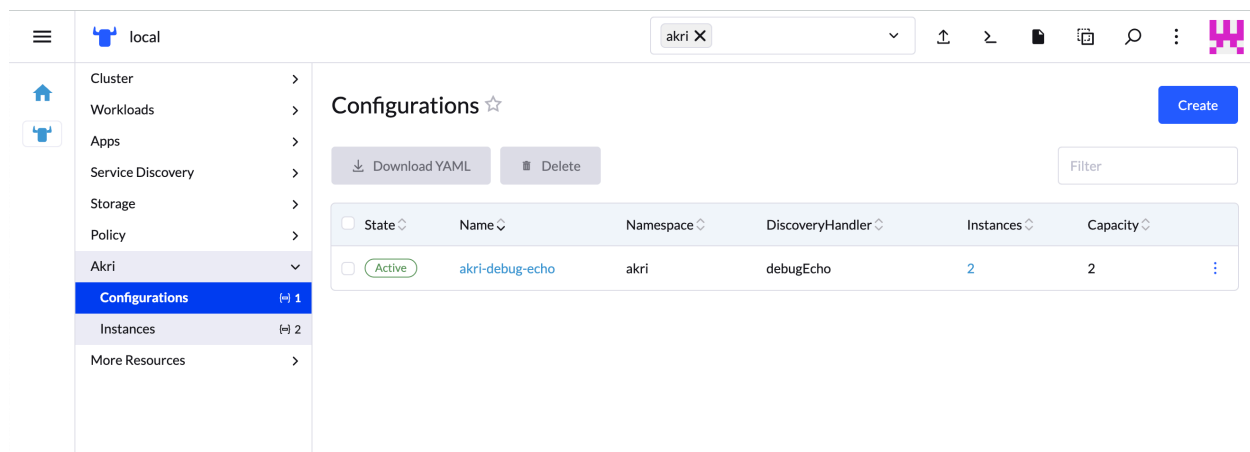 local
akri
Cluster
Workloads
Apps
Service Discovery
Storage
Policy
Akri
Configurations 1
Instances 2
More Resources
Configurations
Create
Download YAML
Delete
Filter
State Name Namespace DiscoveryHandler Instances Capacity
Active akri-debug-echo akri debugEcho 2 2